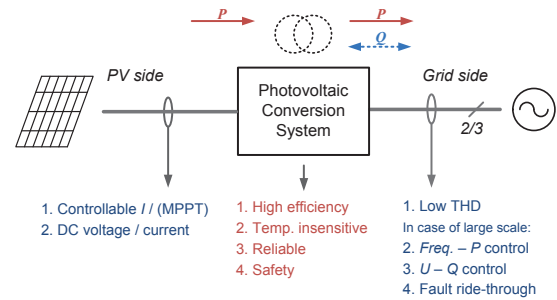 P
P
Q
PV side
Photovoltaic
Conversion
System
Grid side
2/3
1. Controllable I / (MPPT)
2. DC voltage / current
1. High efficiency
2. Temp. insensitive
3. Reliable
4. Safety
1. Low THD
In case of large scale:
2. Freq. – P control
3. U – Q control
4. Fault ride-through